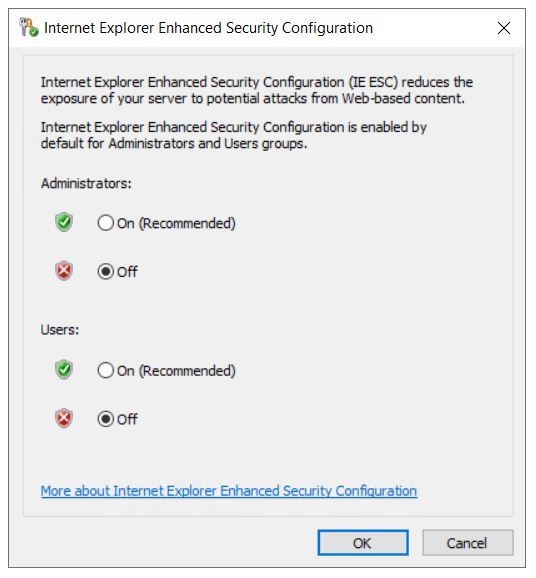 Internet Explorer Enhanced Security Configuration
Internet Explorer Enhanced Security Configuration (IE ESC) reduces the
exposure of your server to potential attacks from Web-based content.
Internet Explorer Enhanced Security Configuration is enabled by
default for Administrators and Users groups.
Administrators:
On (Recommended)
Off
Users:
On (Recommended)
Off
More about Internet Explorer Enhanced Security Configuration
OK
Cancel